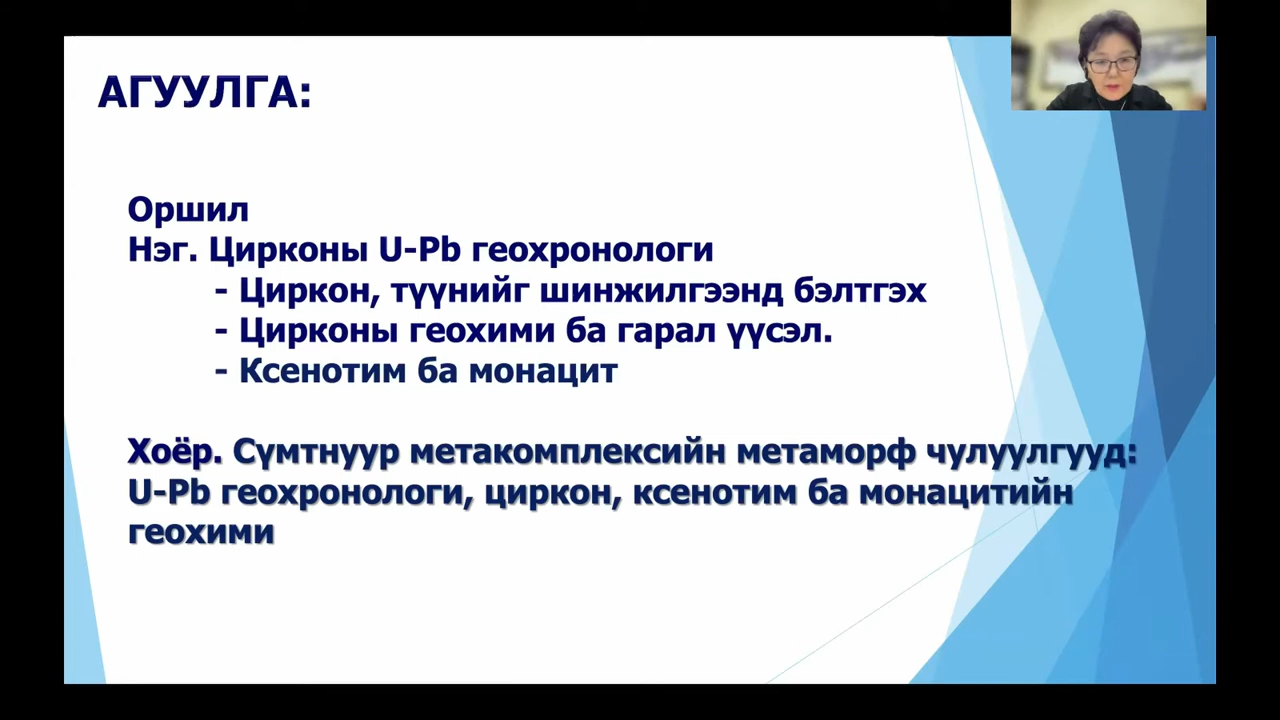 АГУУЛГА:
Оршил
Нэг. Цирконы U-Pb геохронологи
- Циркон, түүнийг шинжилгээнд бэлтгэх
- Цирконы геохими ба гарал үүсэл.
- Ксенотим ба монацит
Хоёр. Сүмтнуур метакомплексийн метаморф чулуулгууд:
U-Pb геохронологи, циркон, ксенотим ба монацитийн
геохими